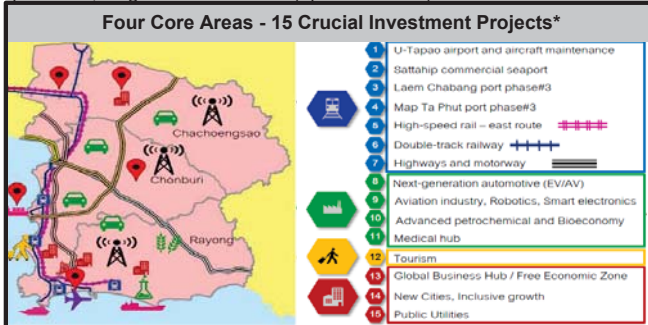 Four Core Areas - 15 Crucial Investment Projects*
Chachoengsao
Chonburi
Rayong
1 U-Tapao airport and aircraft maintenance
2 Sattahip commercial seaport
3 Laem Chabang port phase#3
4 Map Ta Phut port phase#3
5 High-speed rail – east route
6 Double-track railway
7 Highways and motorway
8 Next-generation automotive (EV/AV)
9 Aviation industry, Robotics, Smart electronics
10 Advanced petrochemical and Bioeconomy
11 Medical hub
12 Tourism
13 Global Business Hub / Free Economic Zone
14 New Cities, Inclusive growth
15 Public Utilities